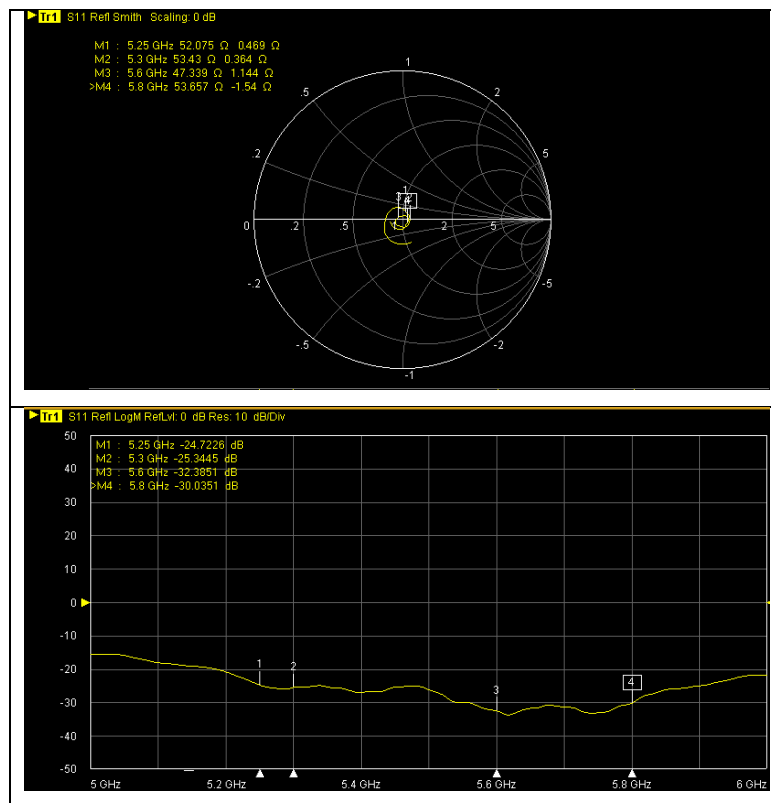 Tr1 S11 Refl Smith Scaling: 0 dB
M1 : 5.25 GHz 52.075 Ω 0.469 Ω
M2 : 5.3 GHz 53.43 Ω 0.364 Ω
M3 : 5.6 GHz 47.339 Ω 1.144 Ω
>M4 : 5.8 GHz 53.657 Ω -1.54 Ω
1
.5
2
.2
5
1
0
.2
.5
2
5
-.2
-5
-.5
-2
-1
Tr1 S11 Refl LogM RefLvl: 0 dB Res: 10 dB/Div
50
M1 : 5.25 GHz -24.7226 dB
M2 : 5.3 GHz -25.3445 dB
40
M3 : 5.6 GHz -32.3851 dB
>M4 : 5.8 GHz -30.0351 dB
30
20
10
0
-10
-20
1
2
3
4
-30
-40
-50
5 GHz
5.2 GHz
5.4 GHz
5.6 GHz
5.8 GHz
6 GHz